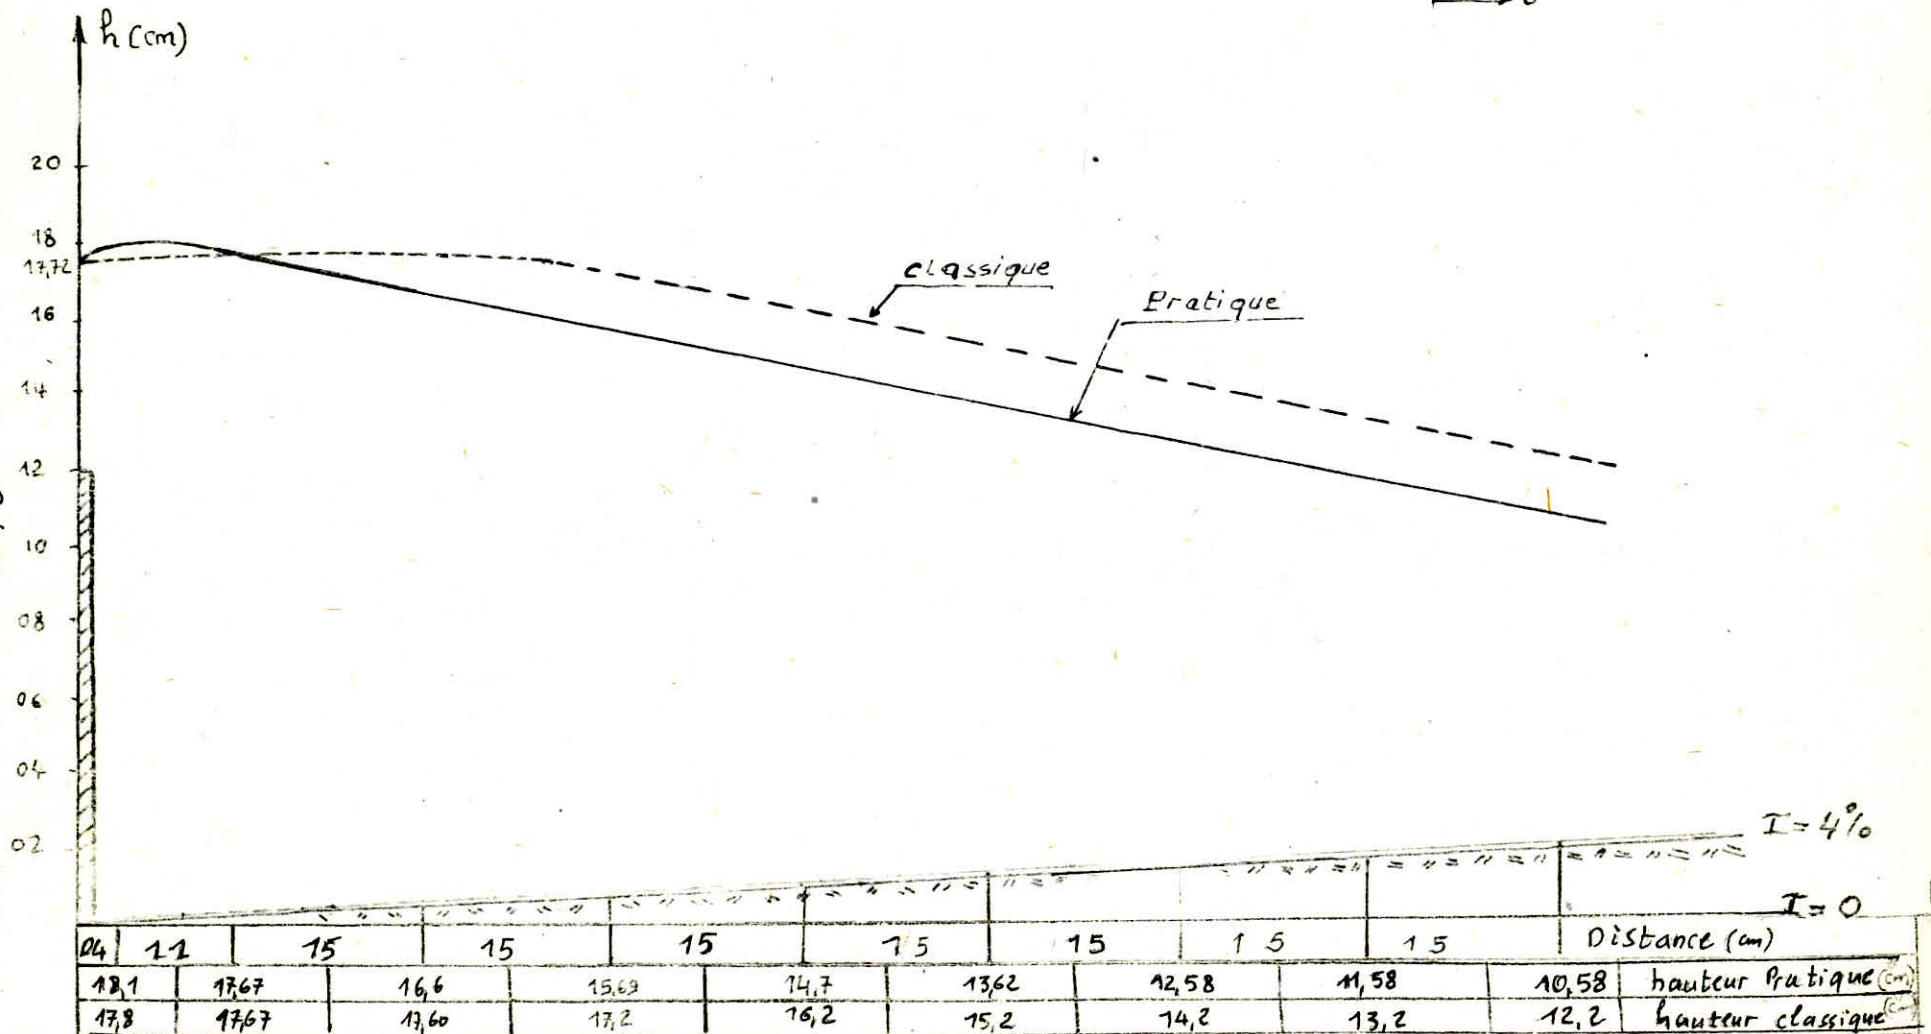 h (cm)
20
18
17,72
16
14
12
10
08
06
04
02
classique
Pratique
I = 4%
I = 0
04 11 15 15 15 15 15 15 15 Distance (cm)
18,1 17,67 16,6 15,69 14,7 13,62 12,58 11,58 10,58 hauteur Pratique (cm)
17,8 17,67 17,60 17,2 16,2 15,2 14,2 13,2 12,2 hauteur classique